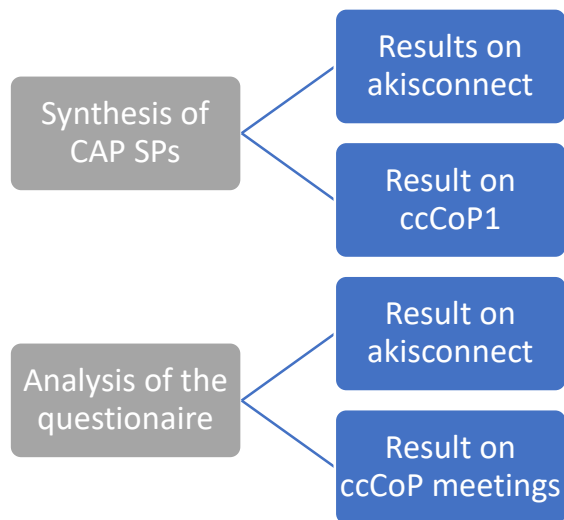 Synthesis of
CAP SPs
Results on
akisconnect
Result on
ccCoP1
Analysis of the
questionaire
Result on
akisconnect
Result on
ccCoP meetings